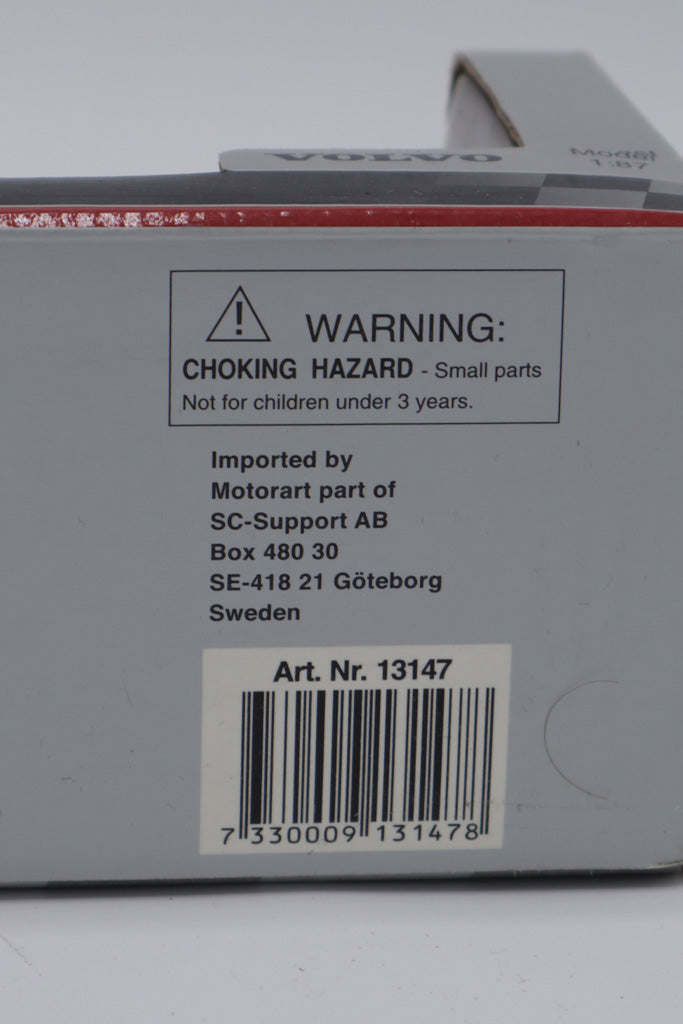 VOLVO
Model
1:87
! WARNING:
CHOKING HAZARD - Small parts
Not for children under 3 years.
Imported by
Motorart part of
SC-Support AB
Box 480 30
SE-418 21 Göteborg
Sweden
Art. Nr. 13147
7 330009 131478